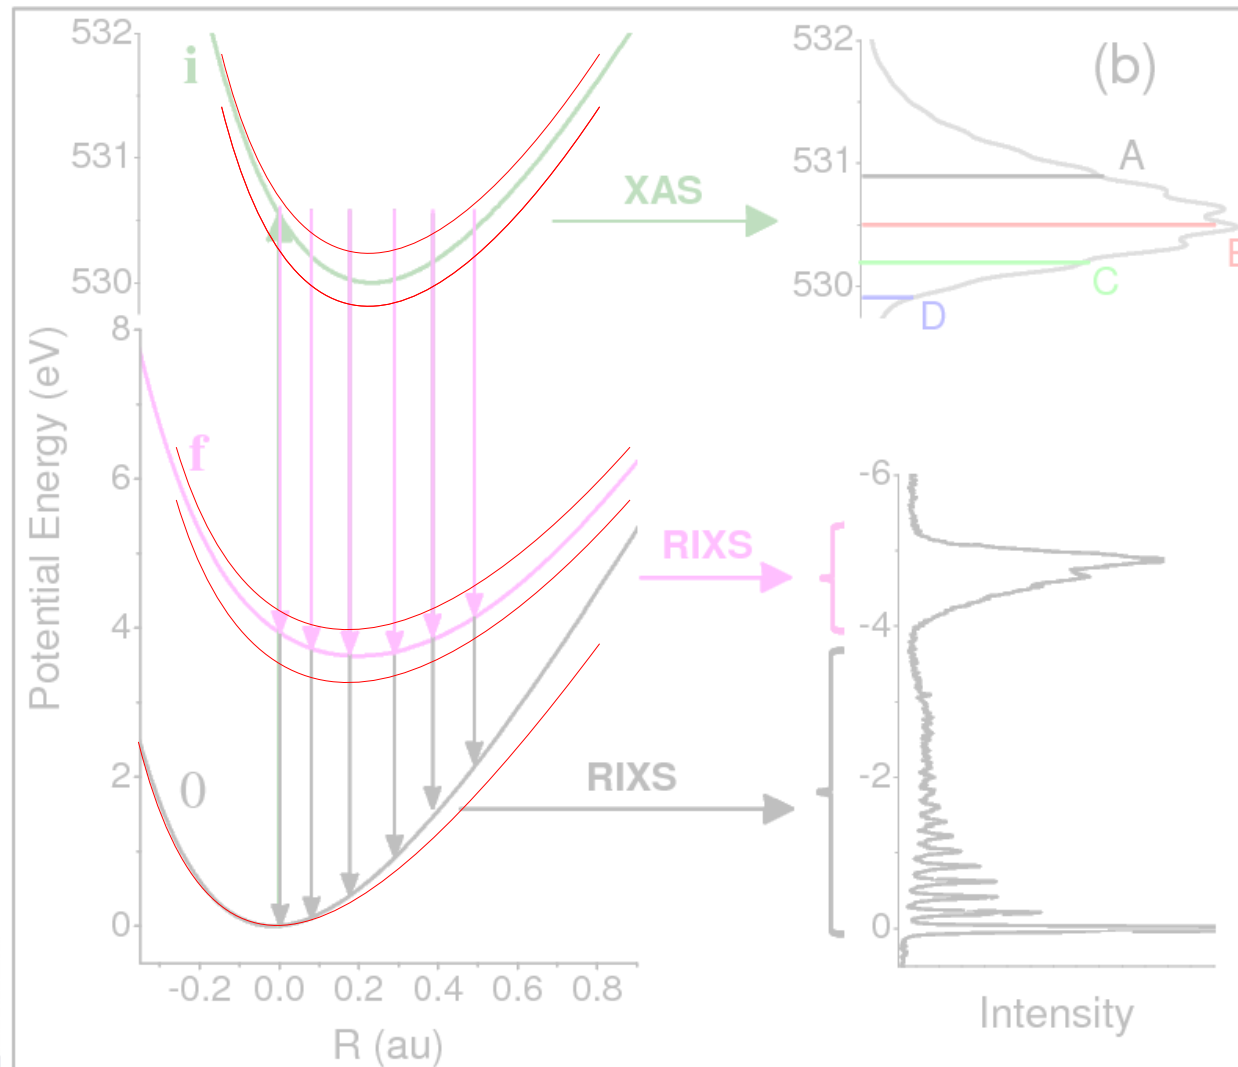 532
i
531
530
XAS
532
(b)
A
531
B
C
530
D
Potential Energy (eV)
8
f
6
4
2
0
0
RIXS
RIXS
-6
-4
-2
0
-0.2 0.0 0.2 0.4 0.6 0.8
R (au)
Intensity